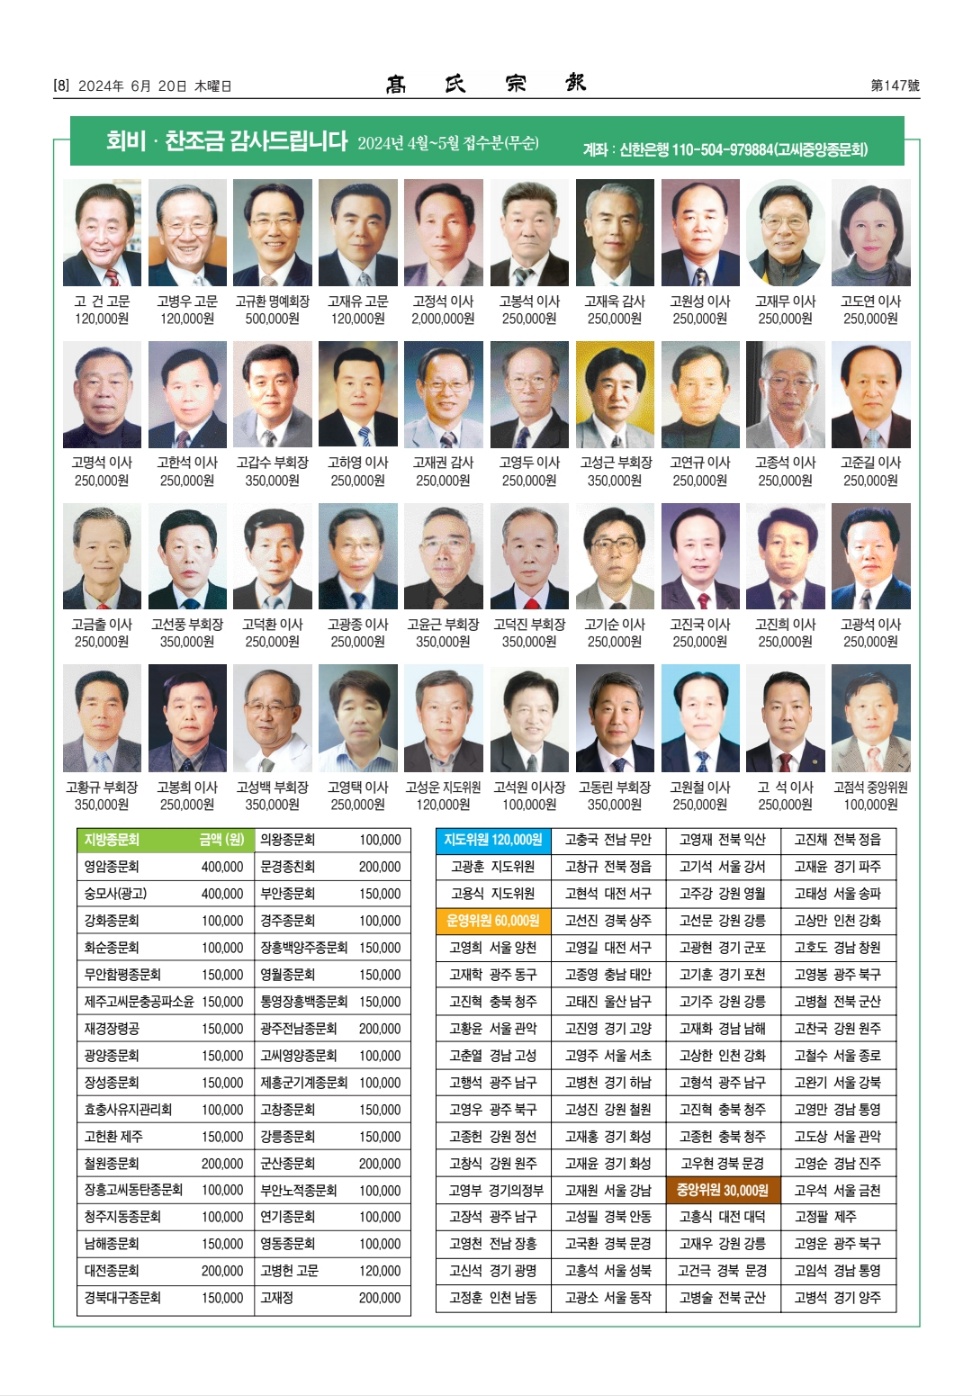 [8] 2024年 6月 20日 木曜日 高氏宗報 第147號
회비 · 찬조금 감사드립니다 2024년 4월~5월 접수분(무순) 계좌 : 신한은행 110-504-979884(고씨중앙종문회)
고 건 고문 고병우 고문 고규환 명예회장 고재유 고문 고정석 이사 고봉석 이사 고재욱 감사 고원성 이사 고재무 이사 고도연 이사
120,000원 120,000원 500,000원 120,000원 2,000,000원 250,000원 250,000원 250,000원 250,000원 250,000원
고명석 이사 고한석 이사 고갑수 부회장 고하영 이사 고재권 감사 고영두 이사 고성근 부회장 고연규 이사 고종석 이사 고준길 이사
250,000원 250,000원 350,000원 250,000원 250,000원 250,000원 350,000원 250,000원 250,000원 250,000원
고금출 이사 고선풍 부회장 고덕환 이사 고광종 이사 고윤근 부회장 고덕진 부회장 고기순 이사 고진국 이사 고진희 이사 고광석 이사
250,000원 350,000원 250,000원 250,000원 350,000원 350,000원 250,000원 250,000원 250,000원 250,000원
고황규 부회장 고봉희 이사 고성백 부회장 고영택 이사 고성운 지도위원 고석원 이사장 고동린 부회장 고원철 이사 고 석 이사 고점석 중앙위원
350,000원 250,000원 350,000원 250,000원 120,000원 100,000원 350,000원 250,000원 250,000원 100,000원
지방종문회 금액 (원) 의왕종문회 100,000
영암종문회 400,000 문경종친회 200,000
숭모사(광고) 400,000 부안종문회 150,000
강화종문회 100,000 경주종문회 100,000
화순종문회 100,000 장흥백양주종문회 150,000
무안함평종문회 150,000 영월종문회 150,000
제주고씨문충공파소윤 150,000 통영장흥백종문회 150,000
재경장령공 150,000 광주전남종문회 200,000
광양종문회 150,000 고씨영양종문회 100,000
장성종문회 150,000 제흥군기계종문회 100,000
효충사유지관리회 100,000 고창종문회 150,000
고헌환 제주 150,000 강릉종문회 150,000
철원종문회 200,000 군산종문회 200,000
장흥고씨동탄종문회 100,000 부안노적종문회 100,000
청주지동종문회 100,000 연기종문회 100,000
남해종문회 150,000 영동종문회 100,000
대전종문회 200,000 고병헌 고문 120,000
경북대구종문회 150,000 고재정 200,000
지도위원 120,000원 고충국 전남 무안 고영재 전북 익산 고진채 전북 정읍
고광훈 지도위원 고창규 전북 정읍 고기석 서울 강서 고재윤 경기 파주
고용식 지도위원 고현석 대전 서구 고주강 강원 영월 고태성 서울 송파
운영위원 60,000원 고선진 경북 상주 고선문 강원 강릉 고상만 인천 강화
고영희 서울 양천 고영길 대전 서구 고광현 경기 군포 고호도 경남 창원
고재학 광주 동구 고종영 충남 태안 고기훈 경기 포천 고영봉 광주 북구
고진혁 충북 청주 고태진 울산 남구 고기주 강원 강릉 고병철 전북 군산
고황윤 서울 관악 고진영 경기 고양 고재화 경남 남해 고찬국 강원 원주
고춘열 경남 고성 고영주 서울 서초 고상한 인천 강화 고철수 서울 종로
고행석 광주 남구 고병천 경기 하남 고형석 광주 남구 고완기 서울 강북
고영우 광주 북구 고성진 강원 철원 고진혁 충북 청주 고영만 경남 통영
고종헌 강원 정선 고재홍 경기 화성 고종헌 충북 청주 고도상 서울 관악
고창식 강원 원주 고재윤 경기 화성 고우현 경북 문경 고영순 경남 진주
고영부 경기의정부 고재원 서울 강남 중앙위원 30,000원 고우석 서울 금천
고장석 광주 남구 고성필 경북 안동 고흥식 대전 대덕 고정팔 제주
고영천 전남 장흥 고국환 경북 문경 고재우 강원 강릉 고영운 광주 북구
고신석 경기 광명 고흥석 서울 성북 고건극 경북 문경 고임석 경남 통영
고정훈 인천 남동 고광소 서울 동작 고병술 전북 군산 고병석 경기 양주